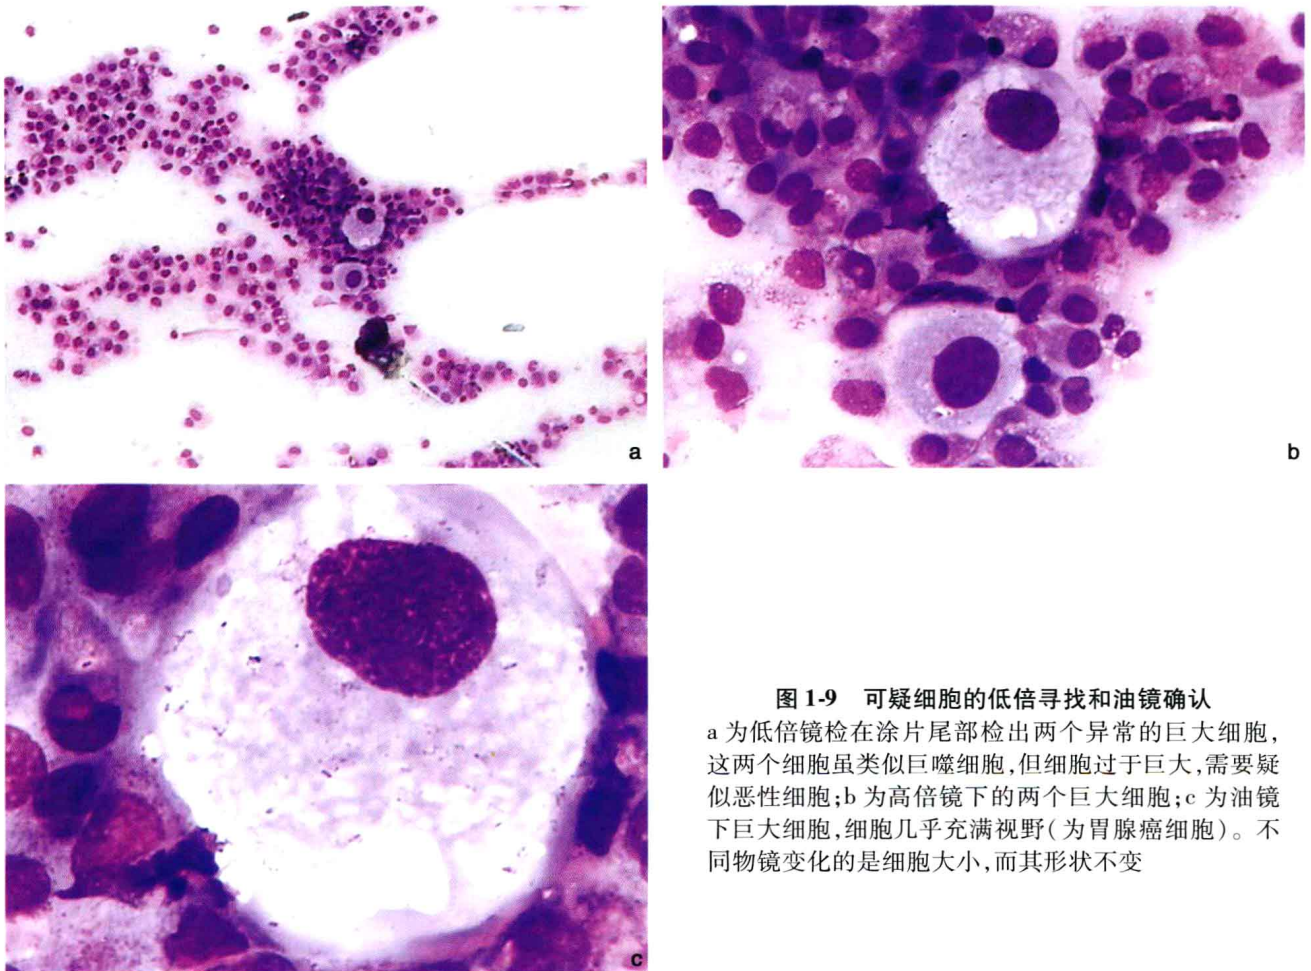 a
b
c
图 1-9 可疑细胞的低倍寻找和油镜确认
a 为低倍镜检在涂片尾部检出两个异常的巨大细胞，
这两个细胞虽类似巨噬细胞，但细胞过于巨大，需要疑
似恶性细胞；b 为高倍镜下的两个巨大细胞；c 为油镜
下巨大细胞，细胞几乎充满视野（为胃腺癌细胞）。不
同物镜变化的是细胞大小，而其形状不变